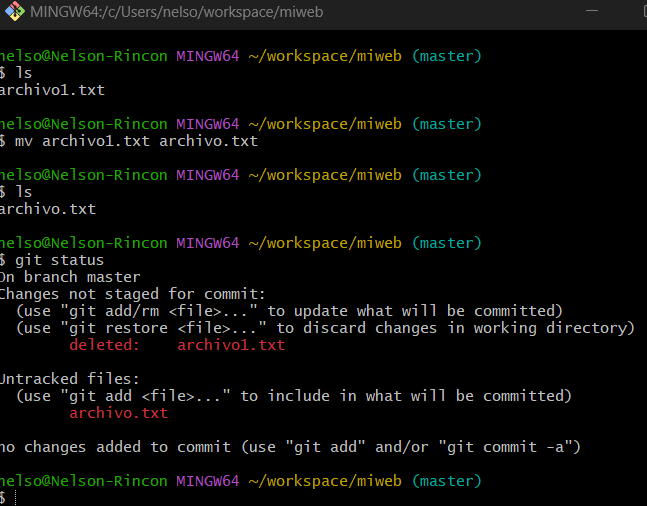 MINGW64:/c/Users/nelso/workspace/miweb
nelso@Nelson-Rincon MINGW64 ~/workspace/miweb (master)
$ ls
archivo1.txt
nelso@Nelson-Rincon MINGW64 ~/workspace/miweb (master)
$ mv archivo1.txt archivo.txt
nelso@Nelson-Rincon MINGW64 ~/workspace/miweb (master)
$ ls
archivo.txt
nelso@Nelson-Rincon MINGW64 ~/workspace/miweb (master)
$ git status
On branch master
Changes not staged for commit:
  (use "git add/rm <file>..." to update what will be committed)
  (use "git restore <file>..." to discard changes in working directory)
        deleted:    archivo1.txt
Untracked files:
  (use "git add <file>..." to include in what will be committed)
        archivo.txt
no changes added to commit (use "git add" and/or "git commit -a")
nelso@Nelson-Rincon MINGW64 ~/workspace/miweb (master)
$